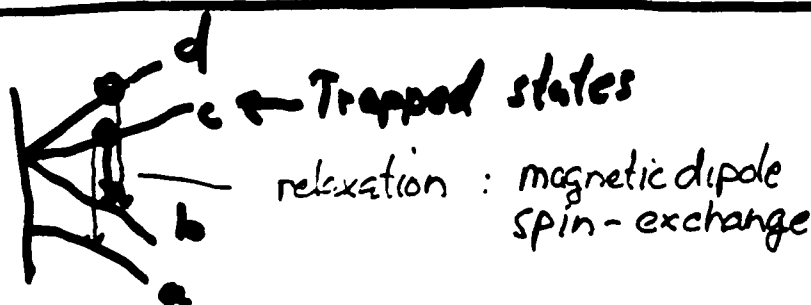 d
c ← Trapped states
relaxation : magnetic dipole
spin-exchange
b
a